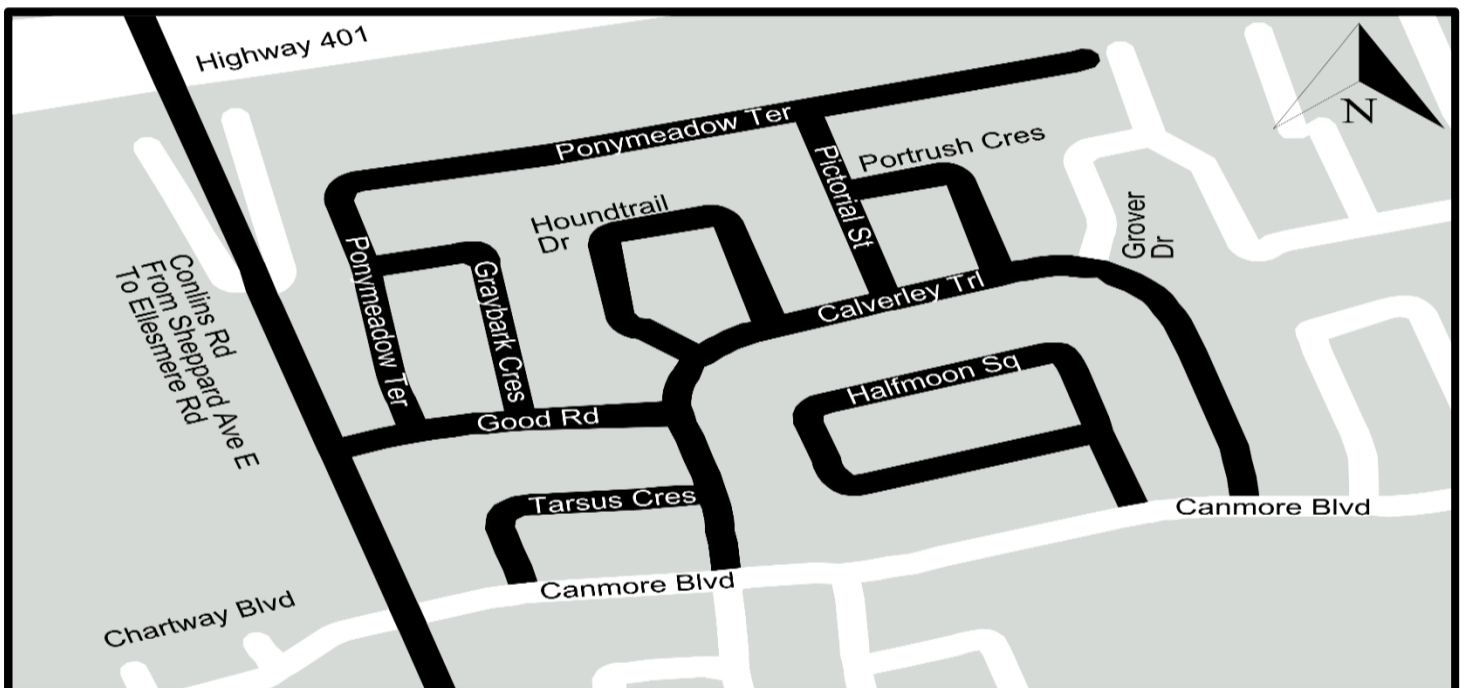 Highway 401
N
Ponymeadow Ter
Portrush Cres
Pictorial St
Houndtrail
Dr
Grover
Dr
Ponymeadow Ter
Graybark Cres
Conlins Rd
From Sheppard Ave E
To Ellesmere Rd
Calverley Trl
Halfmoon Sq
Good Rd
Tarsus Cres
Canmore Blvd
Canmore Blvd
Chartway Blvd